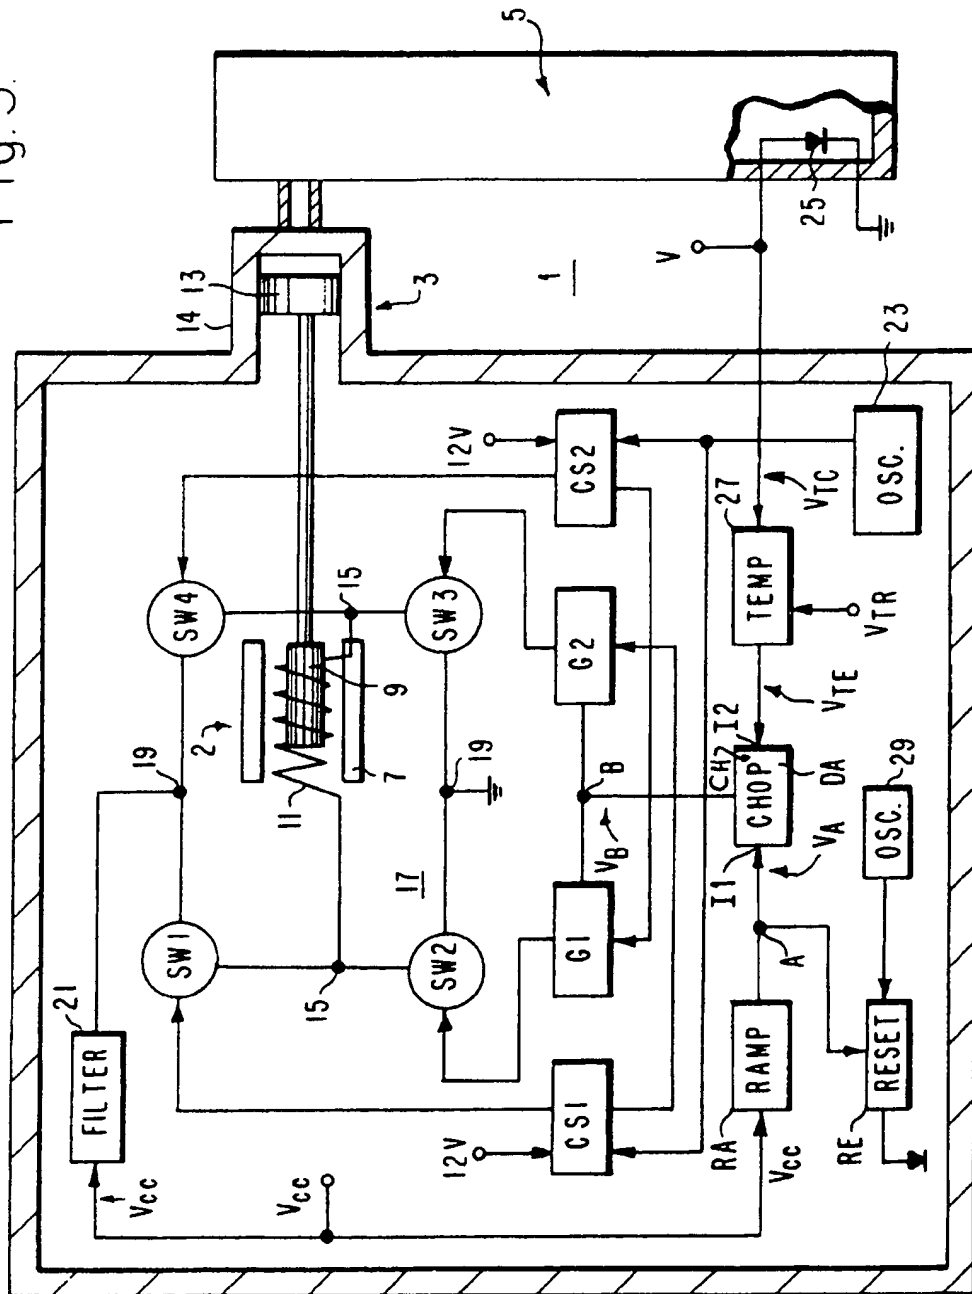 Fig. 3.
FILTER
21
Vcc
Vcc
SW1
19
SW4
15
SW2
17
19
SW3
15
2
7
9
11
13
14
3
1
5
12V
CS1
G1
VB
B
G2
CS2
12V
V
25
RA
RAMP
Vcc
A
I1
VA
CHOP
CH7
I2
DA
VTE
TEMP
27
VTR
VTC
RE
RESET
OSC.
29
OSC.
23